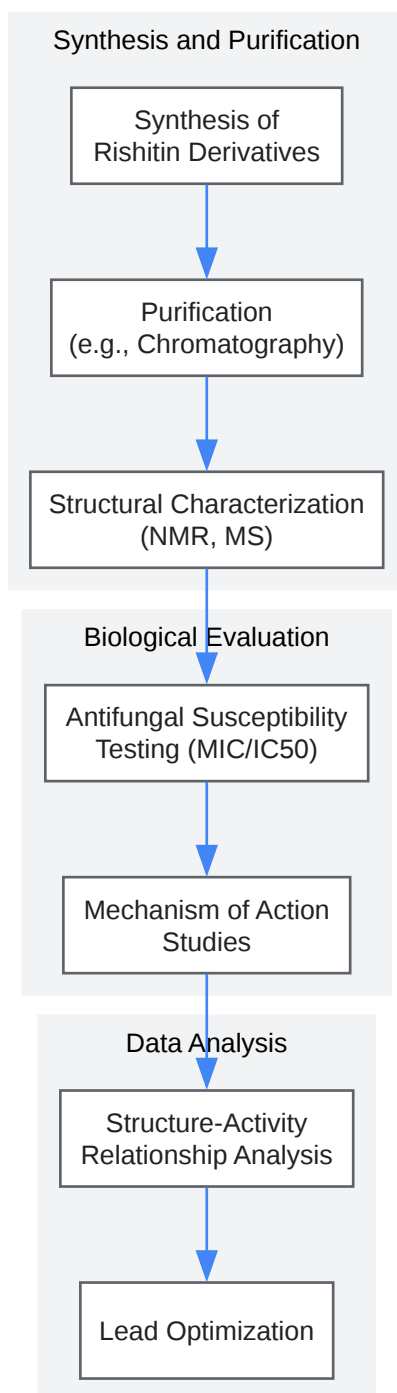 Synthesis and Purification
Synthesis of
Rishitin Derivatives
Purification
(e.g., Chromatography)
Structural Characterization
(NMR, MS)
Biological Evaluation
Antifungal Susceptibility
Testing (MIC/IC50)
Mechanism of Action
Studies
Data Analysis
Structure-Activity
Relationship Analysis
Lead Optimization